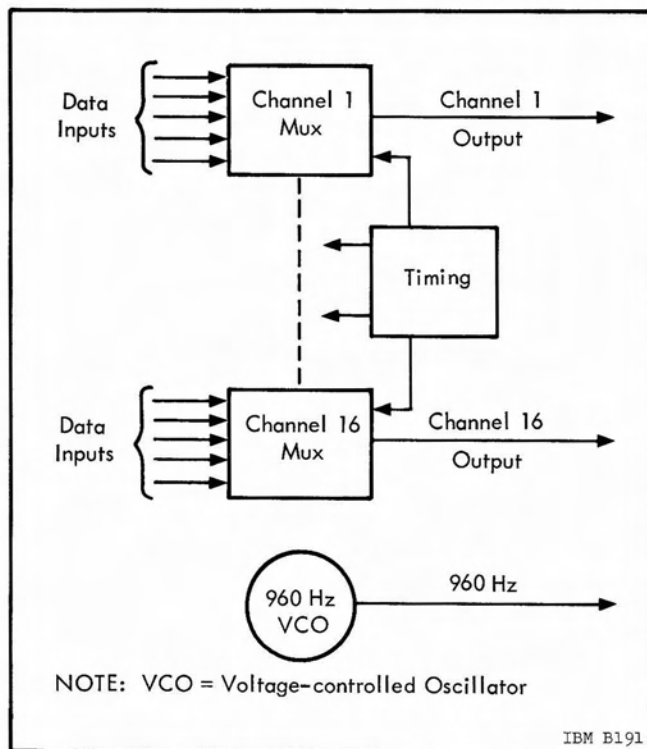 Data
Inputs
Channel 1
Mux
Channel 1
Output
Timing
Data
Inputs
Channel 16
Mux
Channel 16
Output
960 Hz
VCO
960 Hz
NOTE: VCO = Voltage-controlled Oscillator
IBM B191